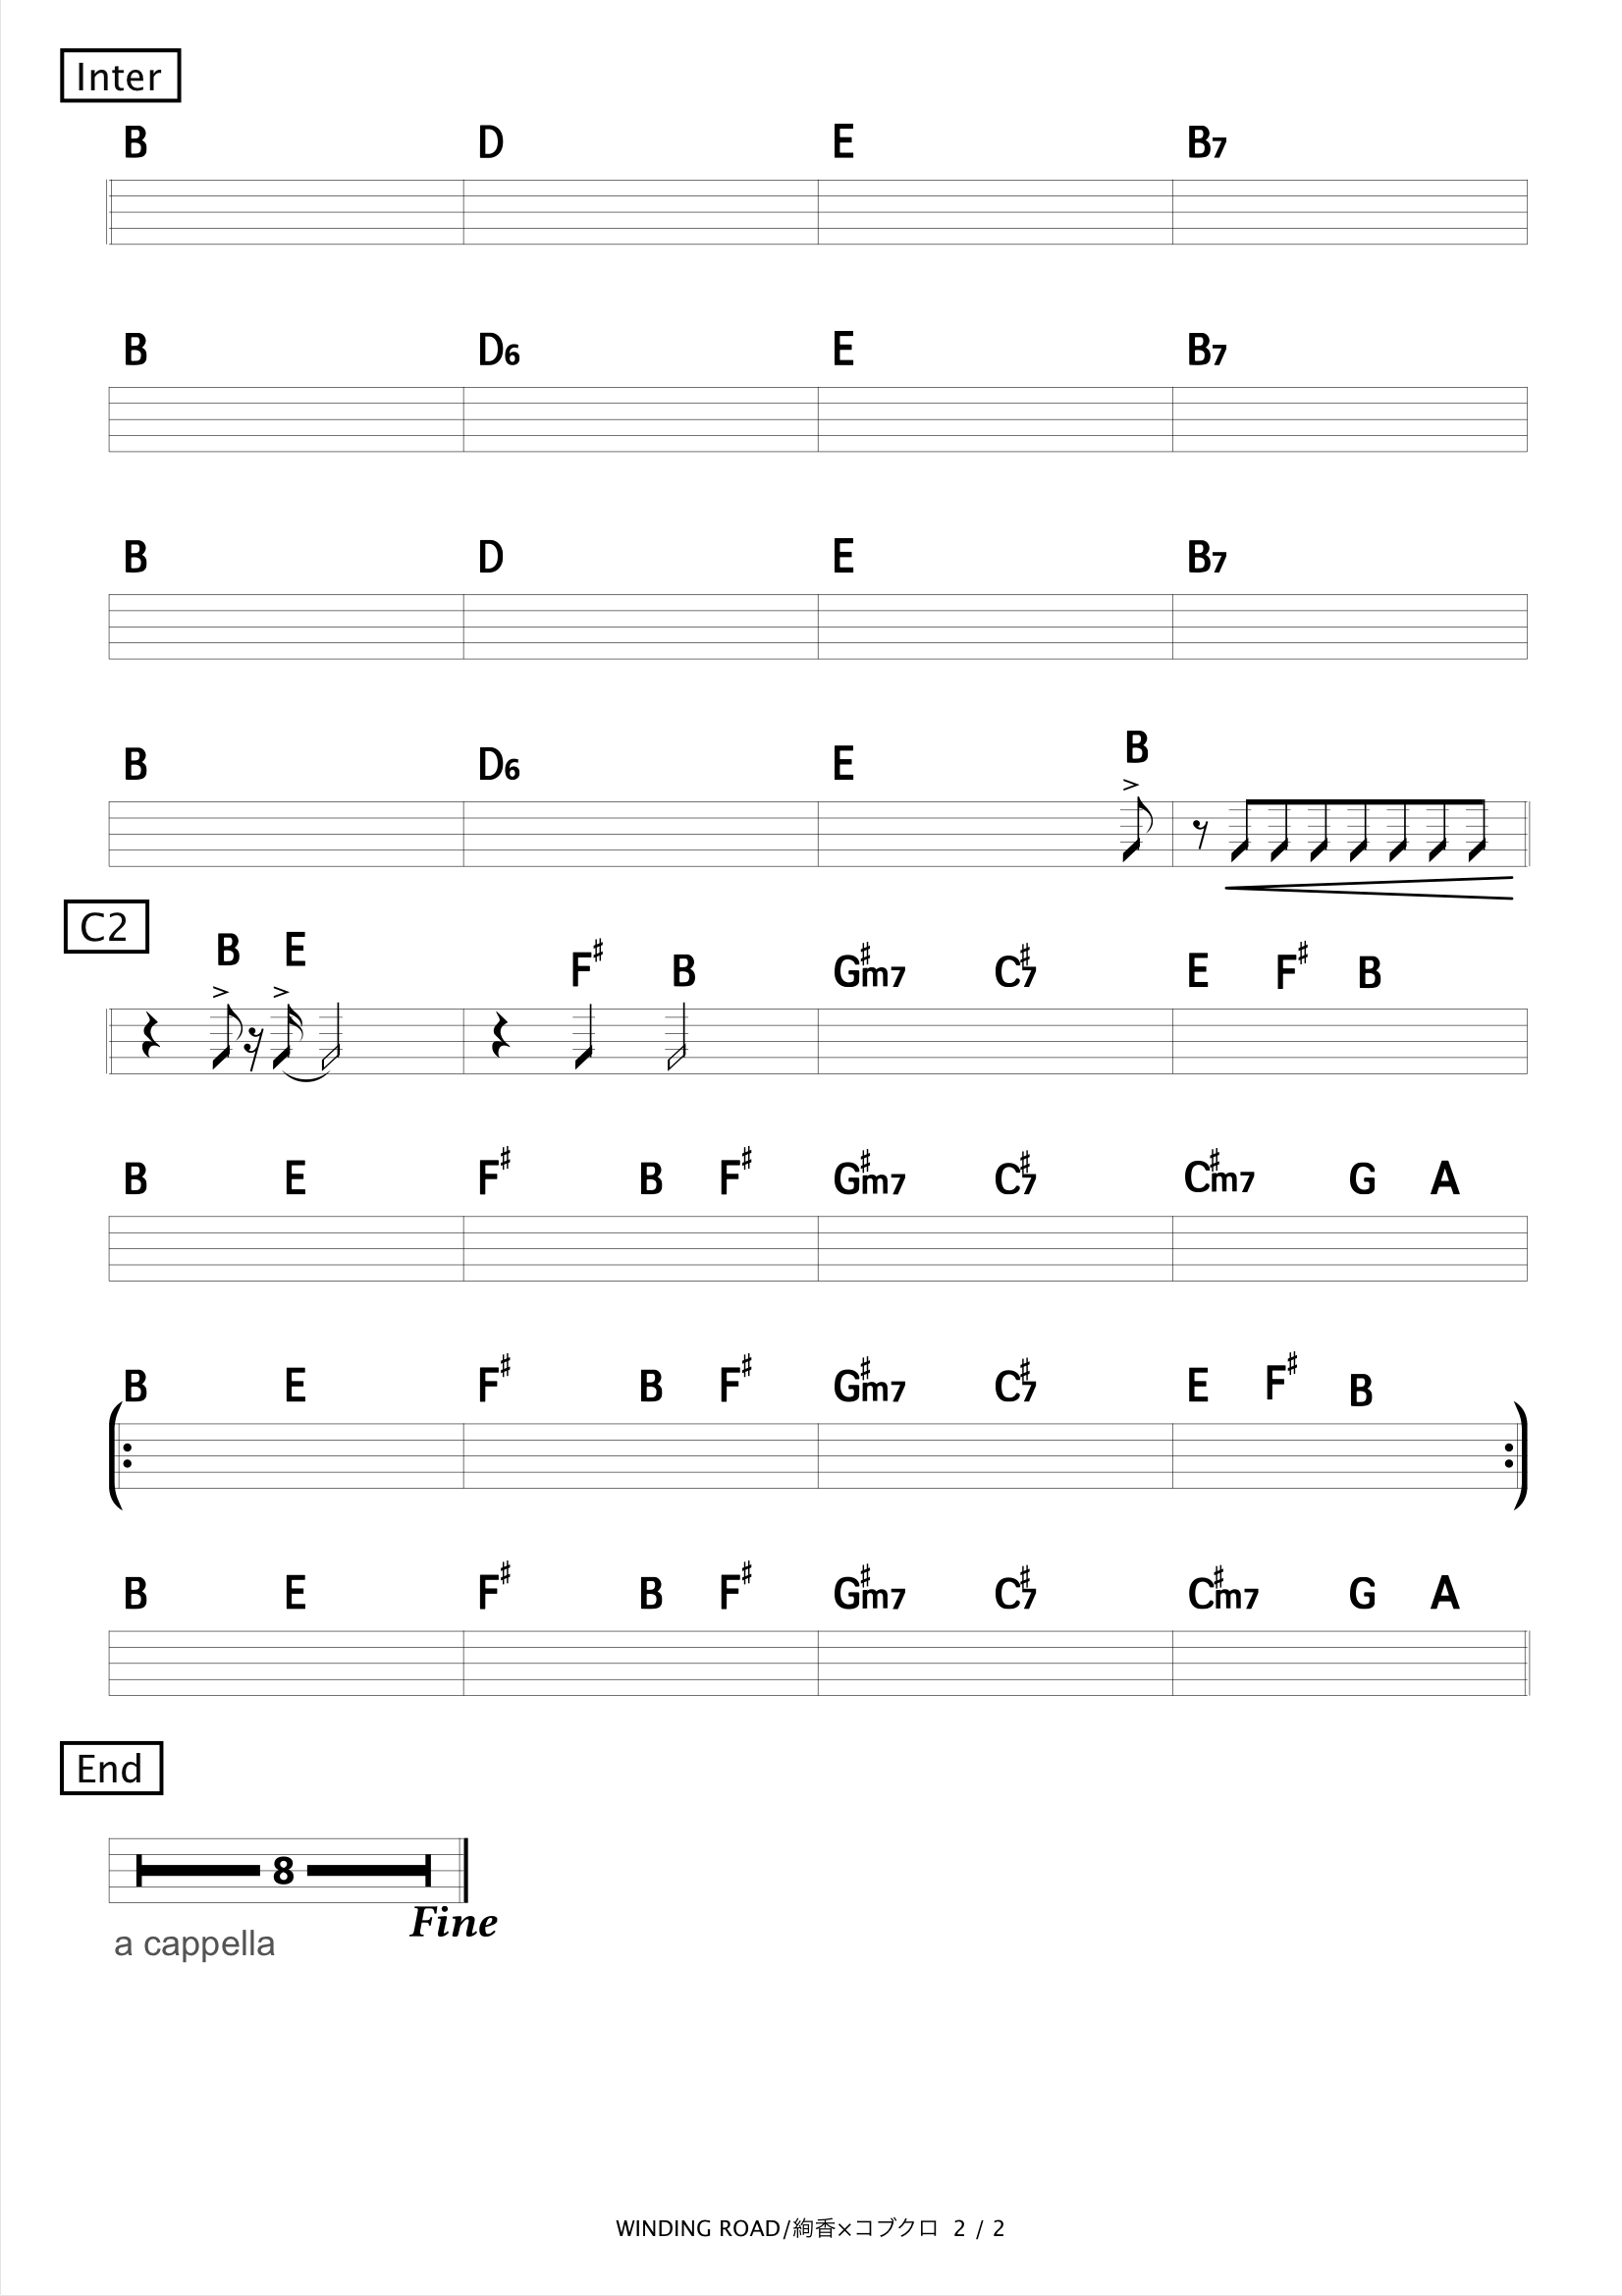 Inter
B D E B7
B D6 E B7
B D E B7
B D6 E B
C2
B E F♯ B G♯m7 C♯7 E F♯ B
B E F♯ B F♯ G♯m7 C♯7 C♯m7 G A
B E F♯ B F♯ G♯m7 C♯7 E F♯ B
B E F♯ B F♯ G♯m7 C♯7 C♯m7 G A
End
8
Fine
a cappella
WINDING ROAD/絢香×コブクロ 2 / 2